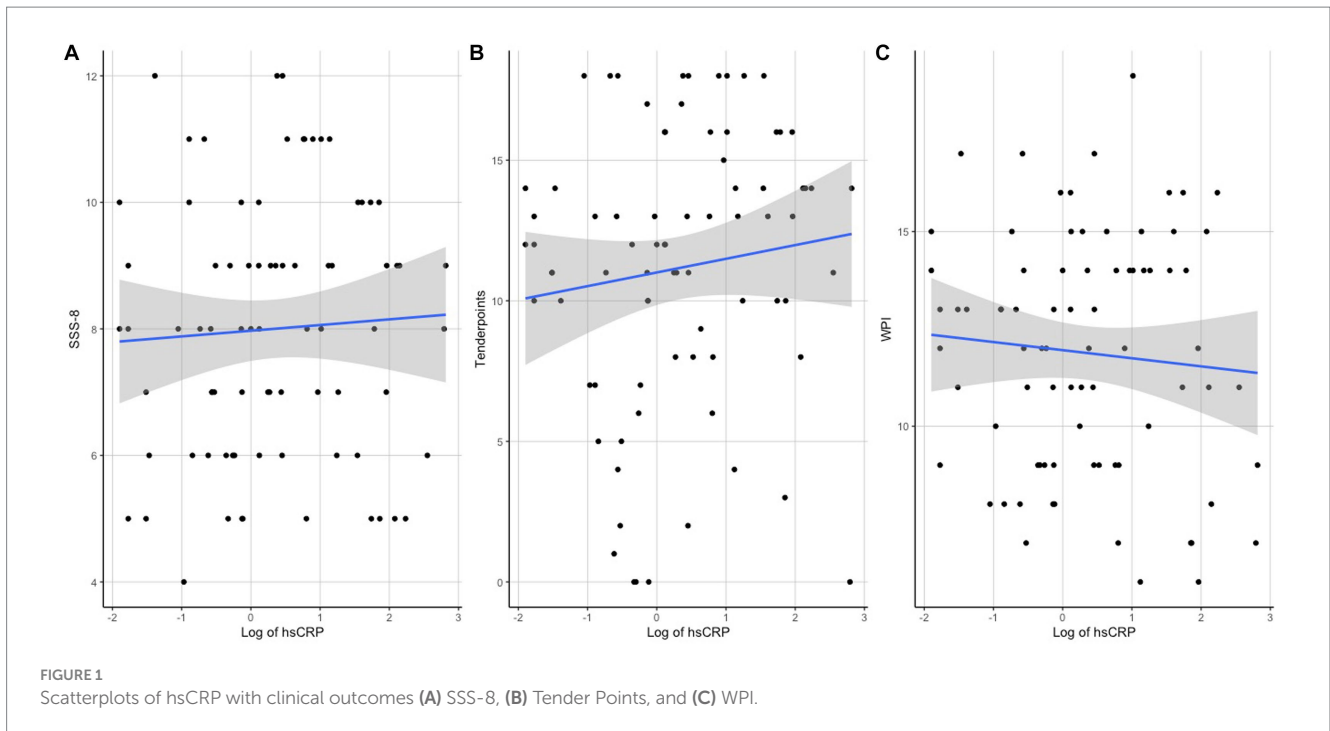 A
B
C
12
10
8
6
4
SSS-8
-2 -1 0 1 2 3
Log of hsCRP
15
10
5
0
Tenderpoints
-2 -1 0 1 2 3
Log of hsCRP
15
10
WPI
-2 -1 0 1 2 3
Log of hsCRP
FIGURE 1
Scatterplots of hsCRP with clinical outcomes (A) SSS-8, (B) Tender Points, and (C) WPI.